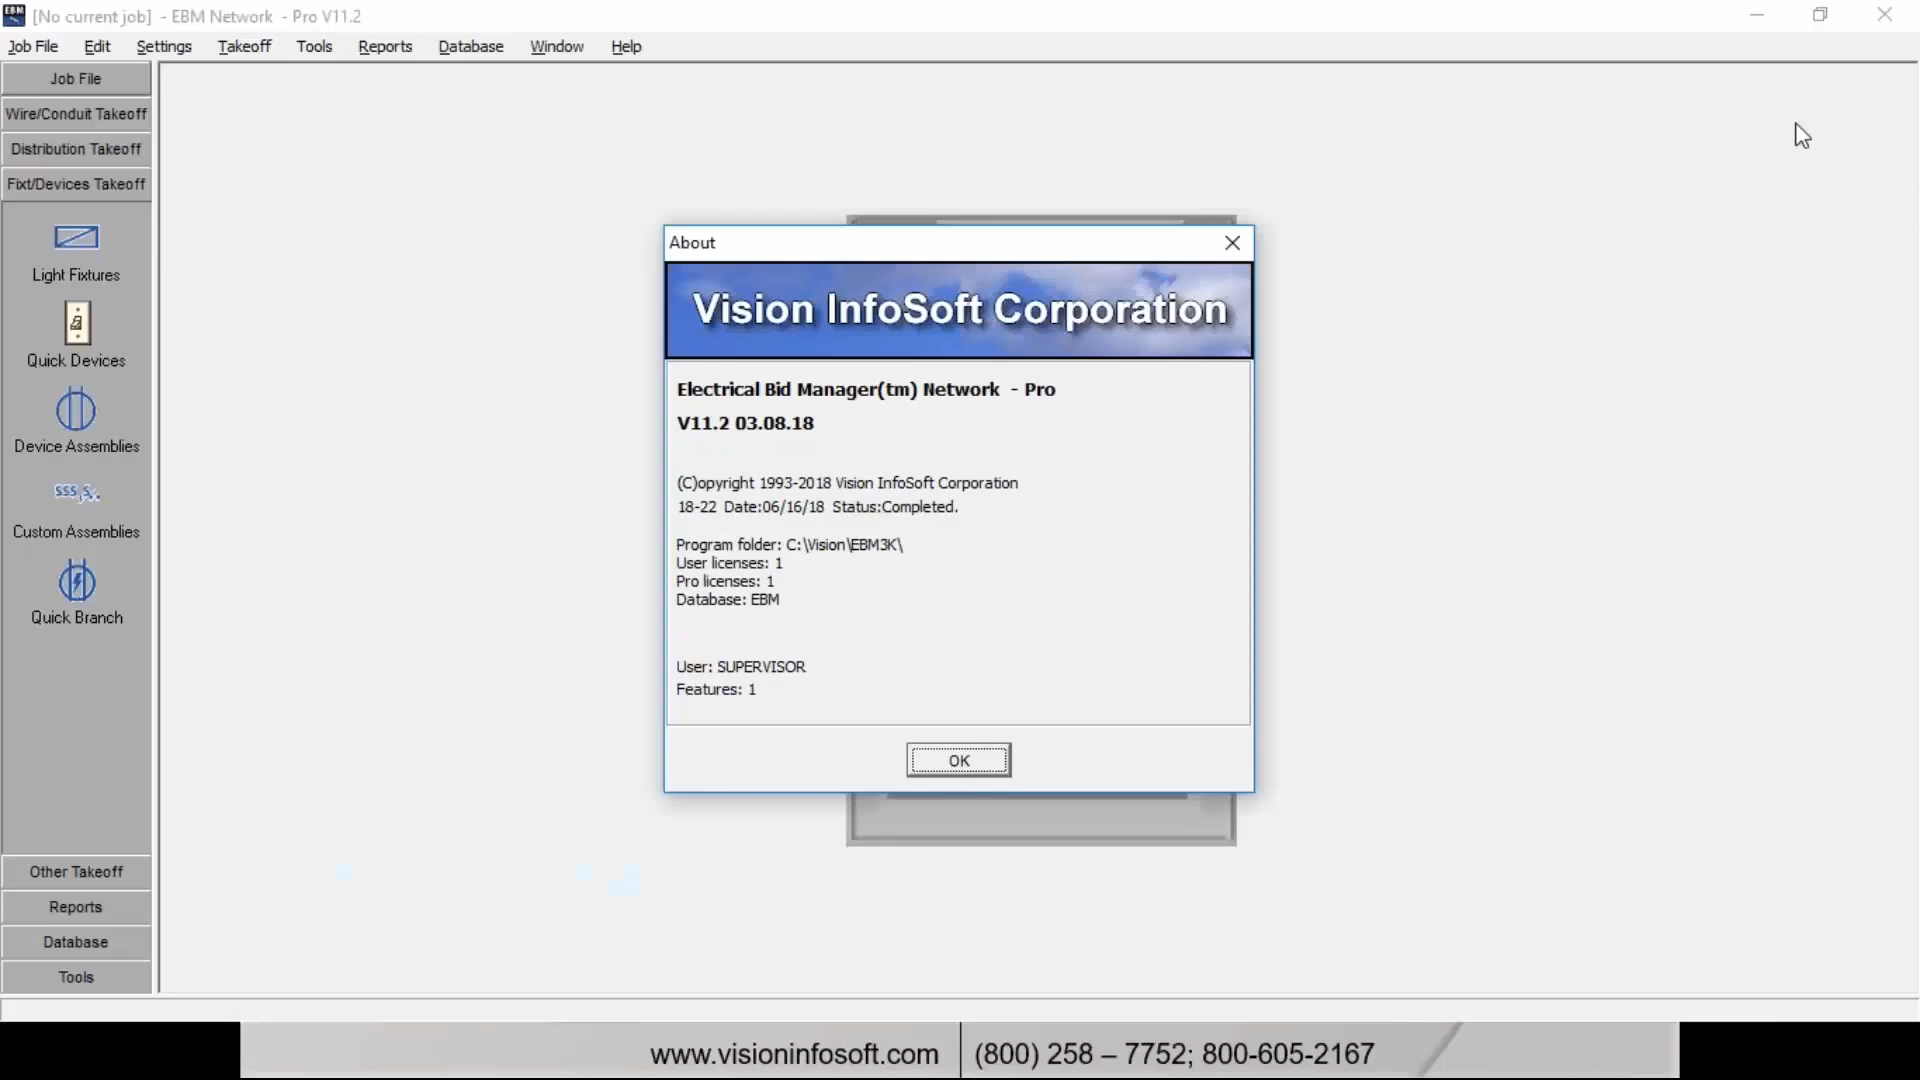 [No current job] - EBM Network - Pro V11.2
Job File Edit Settings Takeoff Tools Reports Database Window Help
Job File
Wire/Conduit Takeoff
Distribution Takeoff
Fixt/Devices Takeoff
Light Fixtures
Quick Devices
Device Assemblies
Custom Assemblies
Quick Branch
Other Takeoff
Reports
Database
Tools
About
Vision InfoSoft Corporation
Electrical Bid Manager(tm) Network - Pro
V11.2 03.08.18
(C)opyright 1993-2018 Vision InfoSoft Corporation
18-22 Date:06/16/18 Status:Completed.
Program folder: C:\Vision\EBM3K\
User licenses: 1
Pro licenses: 1
Database: EBM
User: SUPERVISOR
Features: 1
OK
www.visioninfosoft.com (800) 258 – 7752; 800-605-2167